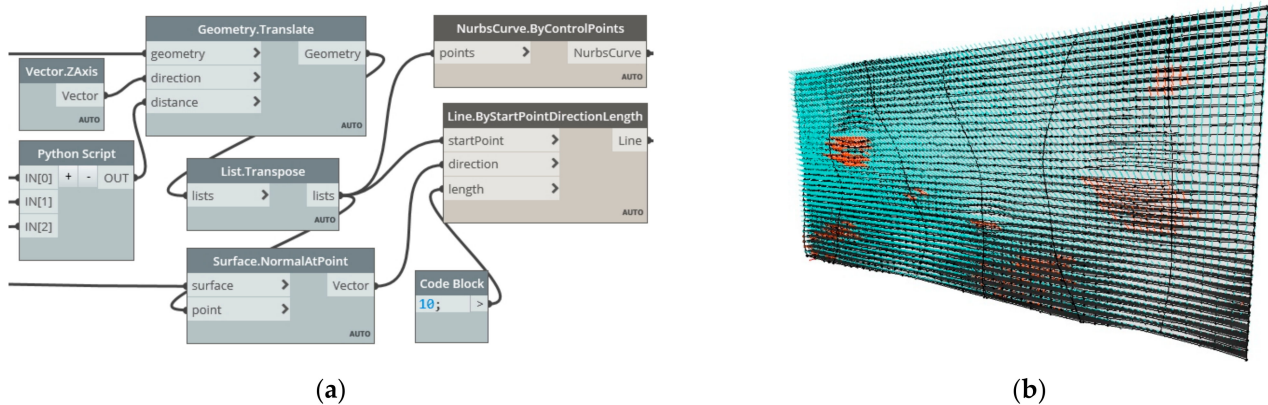 Geometry.Translate
geometry > Geometry
direction >
distance >
AUTO
Vector.ZAxis
Vector
AUTO
Python Script
IN[0] + - OUT
IN[1]
IN[2]
AUTO
List.Transpose
lists > lists
AUTO
Surface.NormalAtPoint
surface > Vector
point >
AUTO
NurbsCurve.ByControlPoints
points > NurbsCurve
AUTO
Line.ByStartPointDirectionLength
startPoint > Line
direction >
length >
AUTO
Code Block
10; >
(a)
(b)